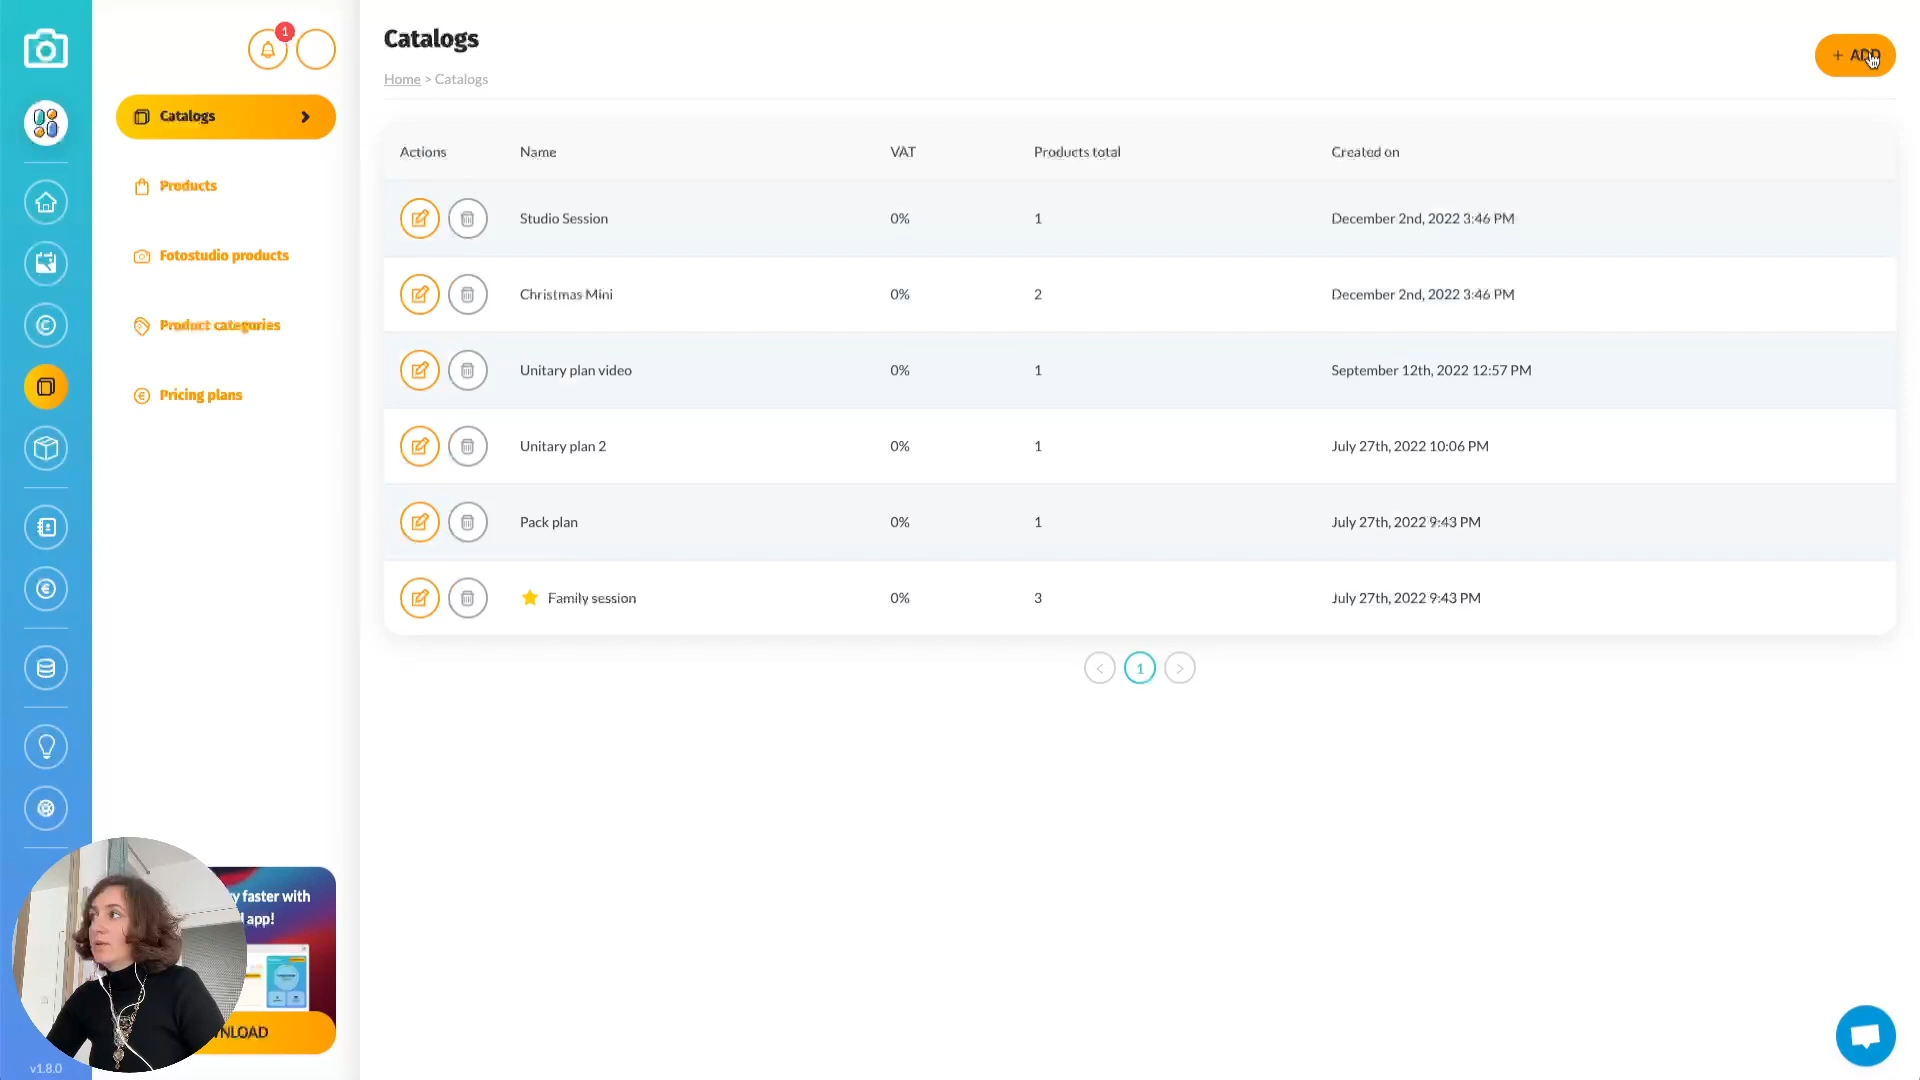 1
Catalogs
Home > Catalogs
+ ADD
Catalogs
Products
Fotostudio products
Product categories
Pricing plans
Actions Name VAT Products total Created on
Studio Session 0% 1 December 2nd, 2022 3:46 PM
Christmas Mini 0% 2 December 2nd, 2022 3:46 PM
Unitary plan video 0% 1 September 12th, 2022 12:57 PM
Unitary plan 2 0% 1 July 27th, 2022 10:06 PM
Pack plan 0% 1 July 27th, 2022 9:43 PM
Family session 0% 3 July 27th, 2022 9:43 PM
< 1 >
faster with
app!
v1.8.0